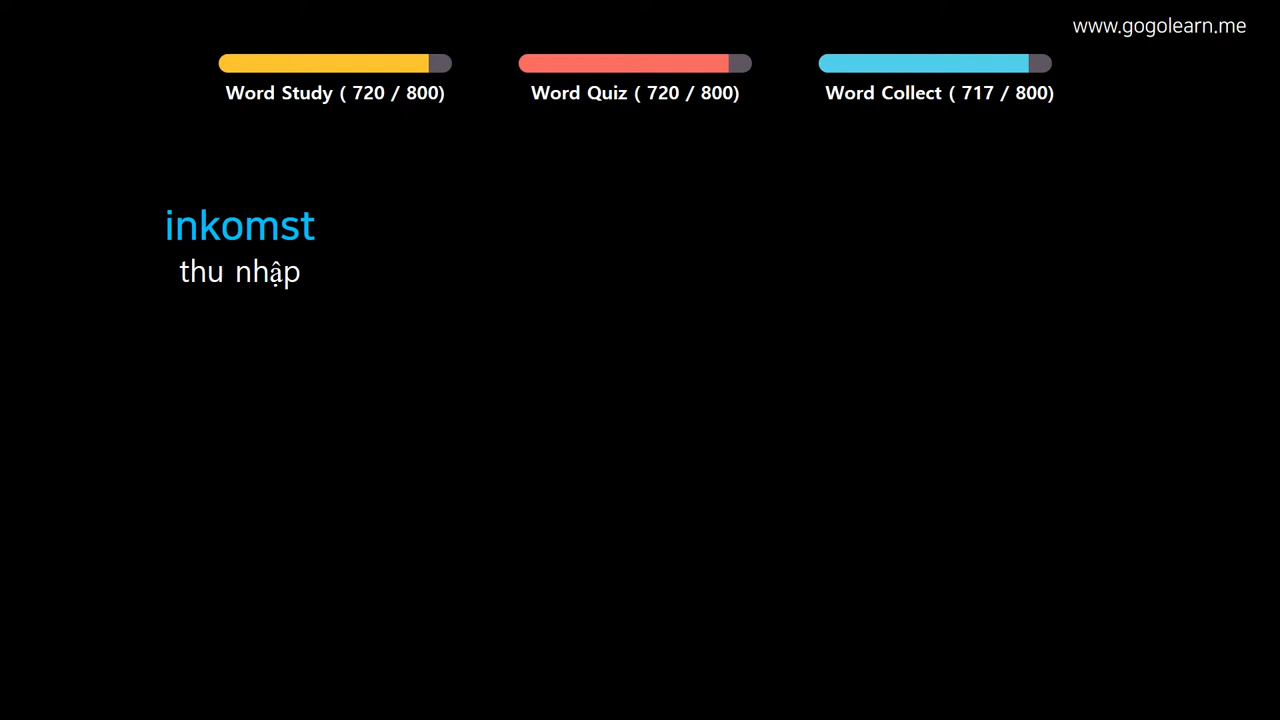 www.gogolearn.me
Word Study ( 720 / 800)
Word Quiz ( 720 / 800)
Word Collect ( 717 / 800)
inkomst
thu nhập